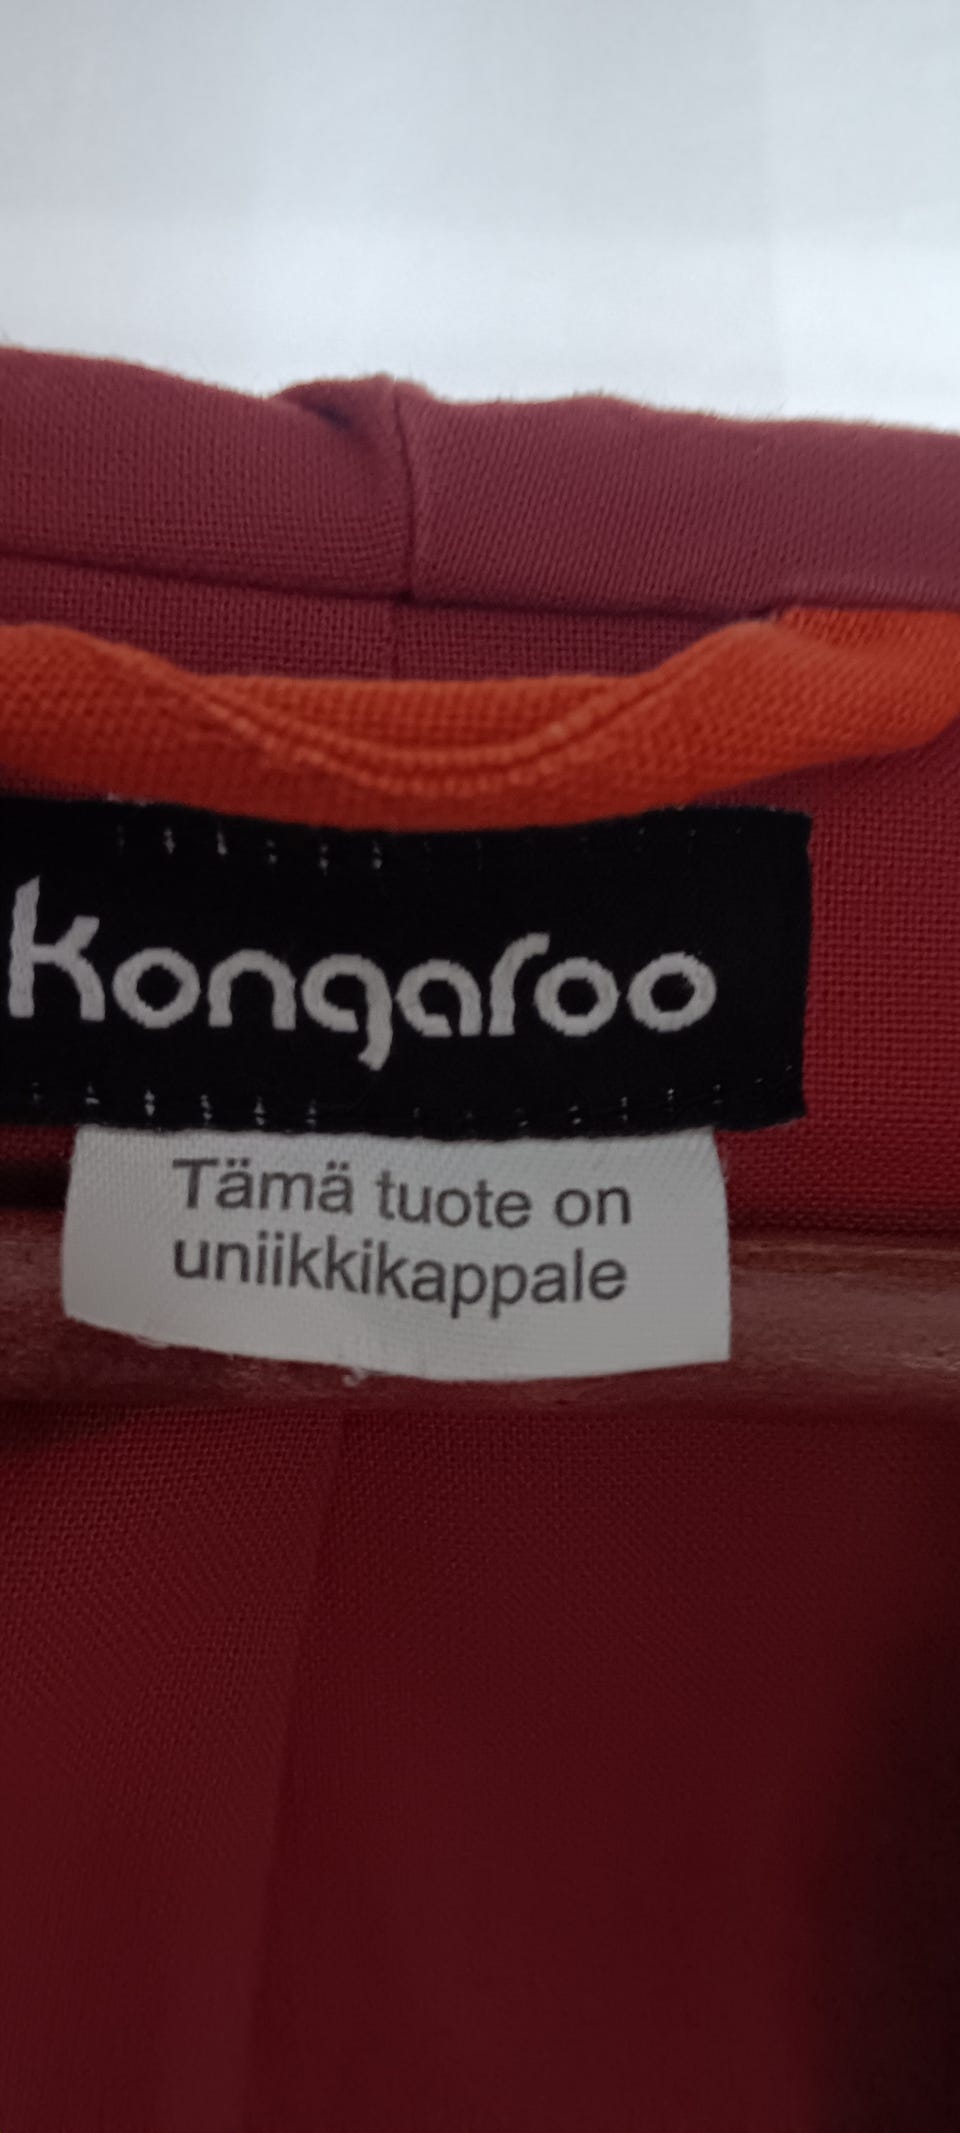 Kongaroo
Tämä tuote on
uniikkikappale